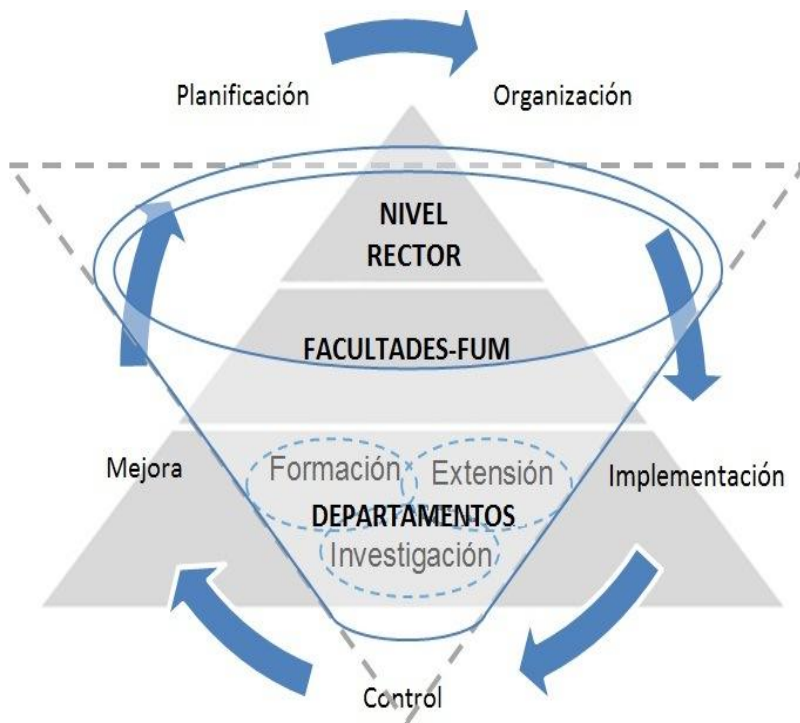 Planificación
Organización
NIVEL
RECTOR
FACULTADES-FUM
Mejora
Formación
Extensión
Implementación
DEPARTAMENTOS
Investigación
Control